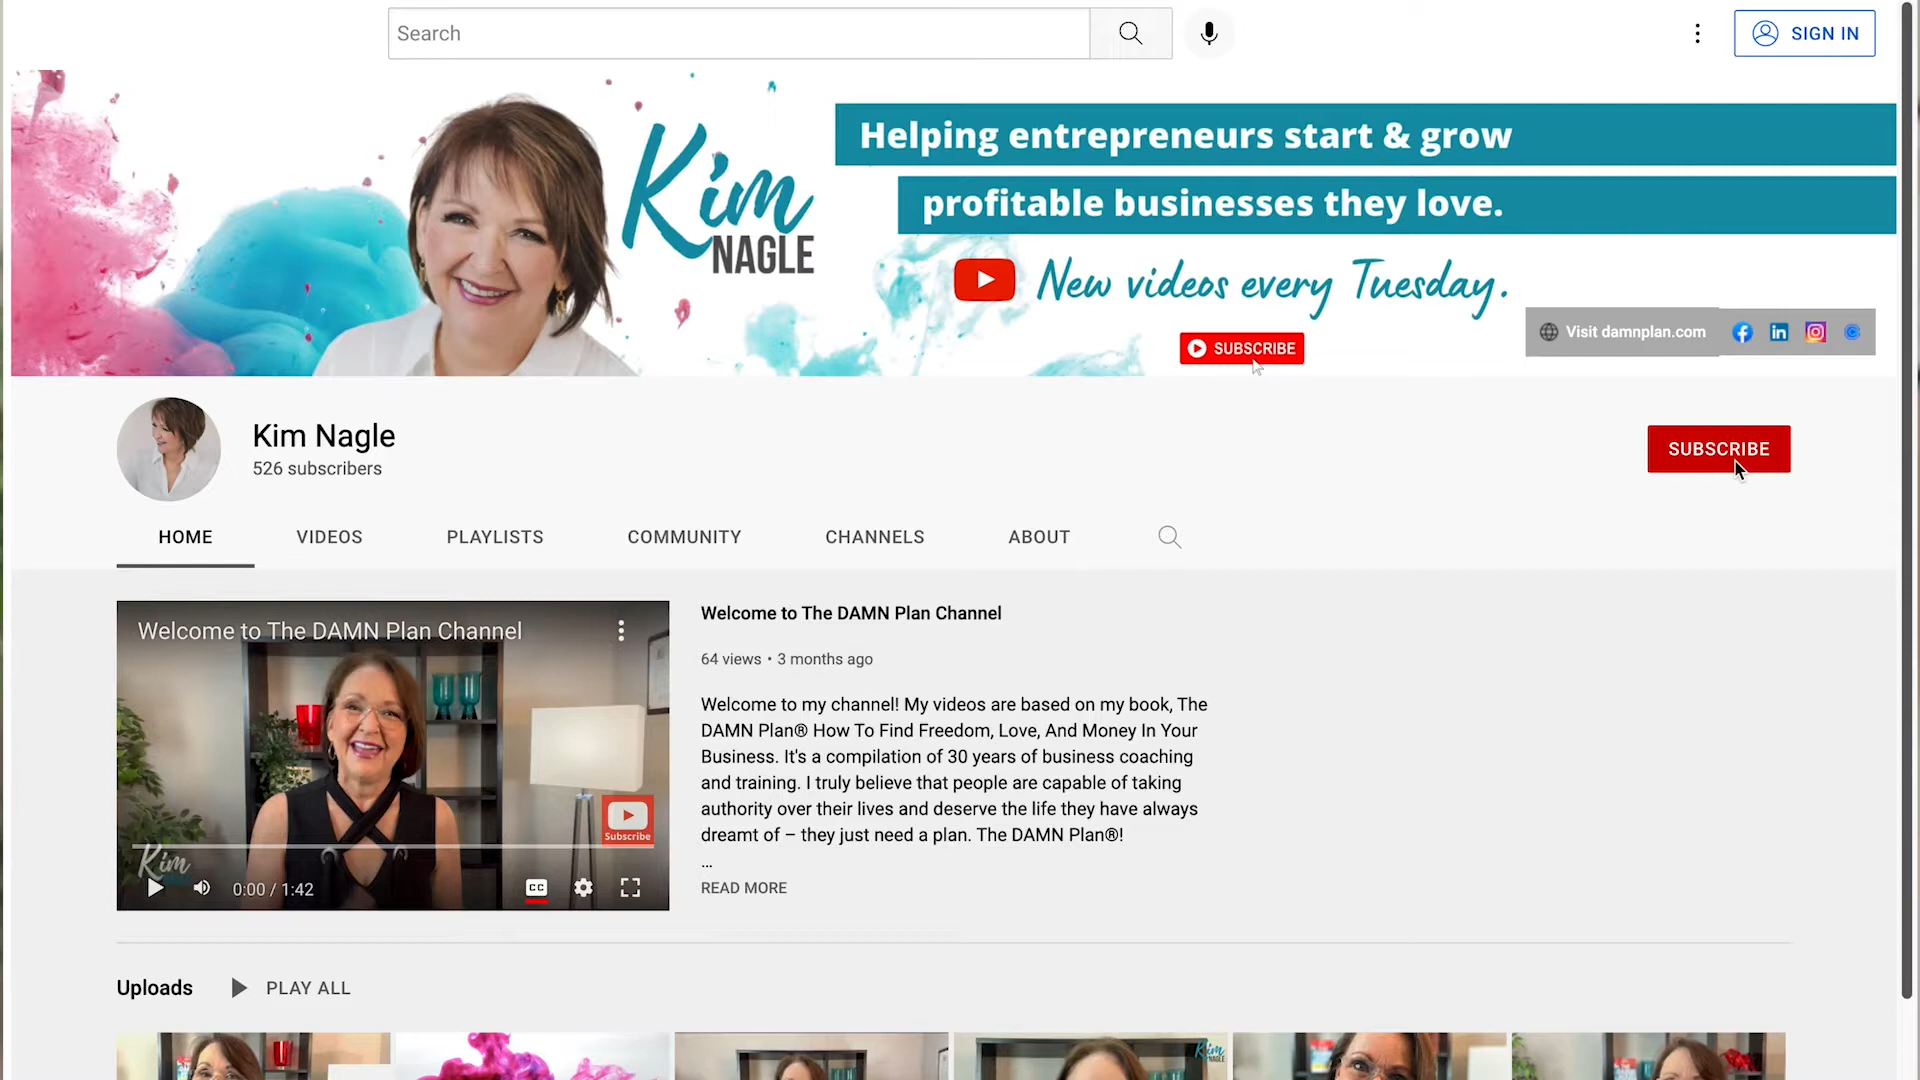 Search
SIGN IN
Kim
NAGLE
Helping entrepreneurs start & grow
profitable businesses they love.
New videos every Tuesday.
SUBSCRIBE
Visit damnplan.com
Kim Nagle
526 subscribers
SUBSCRIBE
HOME
VIDEOS
PLAYLISTS
COMMUNITY
CHANNELS
ABOUT
Welcome to The DAMN Plan Channel
Subscribe
Kim
0:00 / 1:42
CC
Welcome to The DAMN Plan Channel
64 views • 3 months ago
Welcome to my channel! My videos are based on my book, The
DAMN Plan® How To Find Freedom, Love, And Money In Your
Business. It's a compilation of 30 years of business coaching
and training. I truly believe that people are capable of taking
authority over their lives and deserve the life they have always
dreamt of – they just need a plan. The DAMN Plan®!
...
READ MORE
Uploads
PLAY ALL
Kim
NAGLE